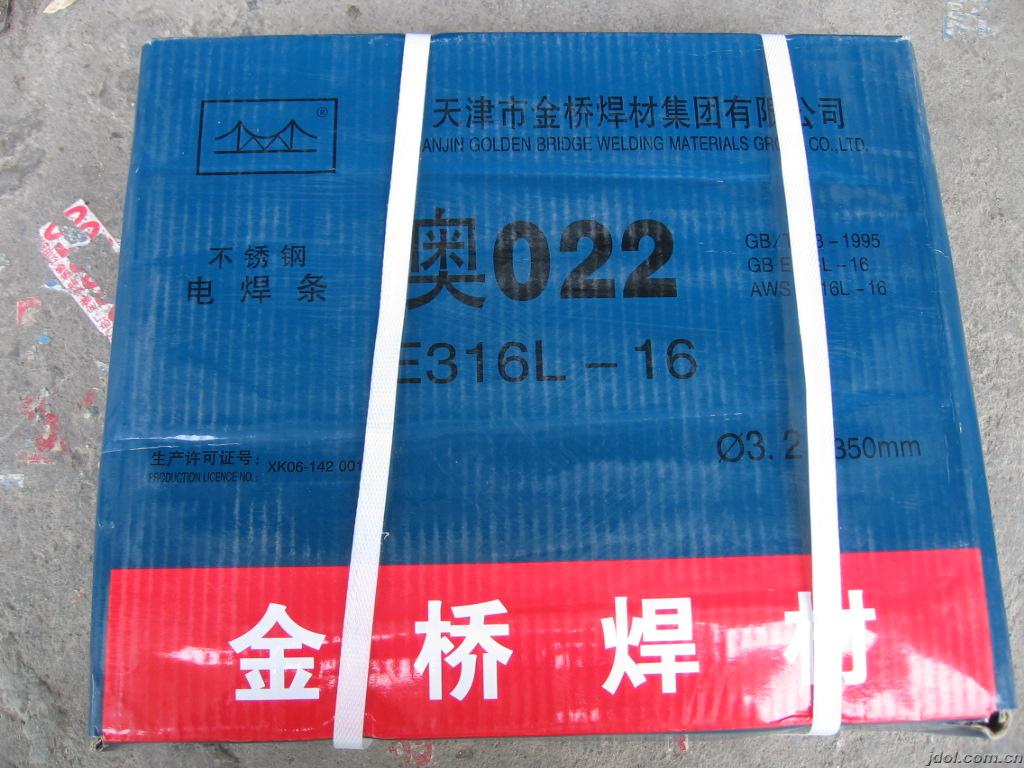 ®
天津市金桥焊材集团有限公司
ANJIN GOLDEN BRIDGE WELDING MATERIALS GRO CO.,LTD.
不锈钢
电焊条
奥022
GB/T 3-1995
GB E L-16
AWS 16L-16
E316L-16
生产许可证号: XK06-142 001
PRODUCTION LICENCE NO.:
Ø3.2 350mm
金桥焊材
jdol.com.cn